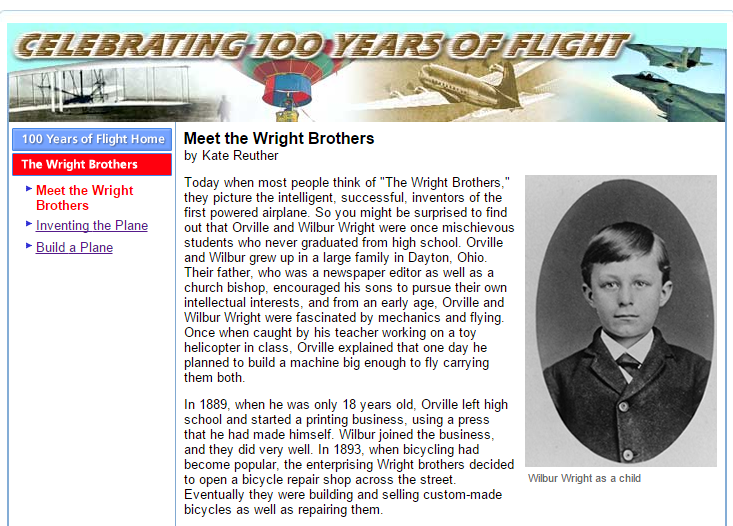 CELEBRATING 100 YEARS OF FLIGHT
100 Years of Flight Home
The Wright Brothers
Meet the Wright
Brothers
Inventing the Plane
Build a Plane
Meet the Wright Brothers
by Kate Reuther
Today when most people think of "The Wright Brothers,"
they picture the intelligent, successful, inventors of the
first powered airplane. So you might be surprised to find
out that Orville and Wilbur Wright were once mischievous
students who never graduated from high school. Orville
and Wilbur grew up in a large family in Dayton, Ohio.
Their father, who was a newspaper editor as well as a
church bishop, encouraged his sons to pursue their own
intellectual interests, and from an early age, Orville and
Wilbur Wright were fascinated by mechanics and flying.
Once when caught by his teacher working on a toy
helicopter in class, Orville explained that one day he
planned to build a machine big enough to fly carrying
them both.
In 1889, when he was only 18 years old, Orville left high
school and started a printing business, using a press
that he had made himself. Wilbur joined the business,
and they did very well. In 1893, when bicycling had
become popular, the enterprising Wright brothers decided
to open a bicycle repair shop across the street.
Eventually they were building and selling custom-made
bicycles as well as repairing them.
Wilbur Wright as a child